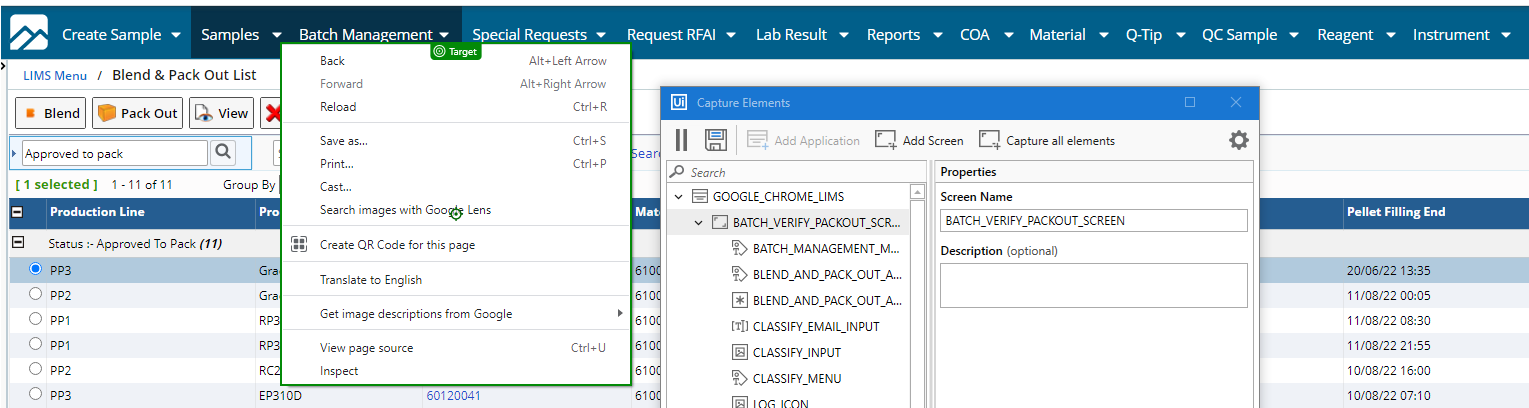 Create Sample Samples Batch Management Special Requests Request RFAI Lab Result Reports COA Material Q-Tip QC Sample Reagent Instrument
Target
LIMS Menu / Blend & Pack Out List
Blend Pack Out View
Approved to pack
[ 1 selected ] 1 - 11 of 11 Group By
Production Line Pro Mate Pellet Filling End
Status :- Approved To Pack (11)
PP3 Grad 6100 20/06/22 13:35
PP2 Grad 6100 11/08/22 00:05
PP1 RP3 6100 11/08/22 08:30
PP1 RP3 6100 11/08/22 21:55
PP2 RC2 6100 10/08/22 16:00
PP3 EP310D 60120041 6100 10/08/22 07:10
Back Alt+Left Arrow
Forward Alt+Right Arrow
Reload Ctrl+R
Save as... Ctrl+S
Print... Ctrl+P
Cast...
Search images with Google Lens
Create QR Code for this page
Translate to English
Get image descriptions from Google
View page source Ctrl+U
Inspect
Sear
Ui Capture Elements
Add Application Add Screen Capture all elements
Search
GOOGLE_CHROME_LIMS
BATCH_VERIFY_PACKOUT_SCR...
BATCH_MANAGEMENT_M...
BLEND_AND_PACK_OUT_A...
BLEND_AND_PACK_OUT_A...
CLASSIFY_EMAIL_INPUT
CLASSIFY_INPUT
CLASSIFY_MENU
LOG_ICON
Properties
Screen Name
BATCH_VERIFY_PACKOUT_SCREEN
Description (optional)